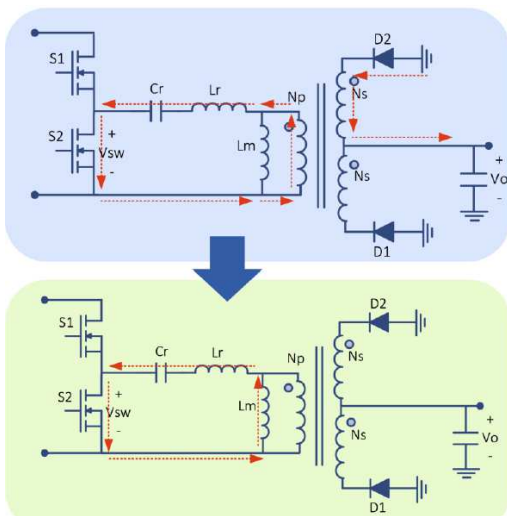 D2
S1
Cr
Lr
Np
Ns
S2
+
Vsw
-
Lm
Ns
+
Vo
-
D1
D2
S1
Cr
Lr
Np
Ns
S2
+
Vsw
-
Lm
Ns
+
Vo
-
D1